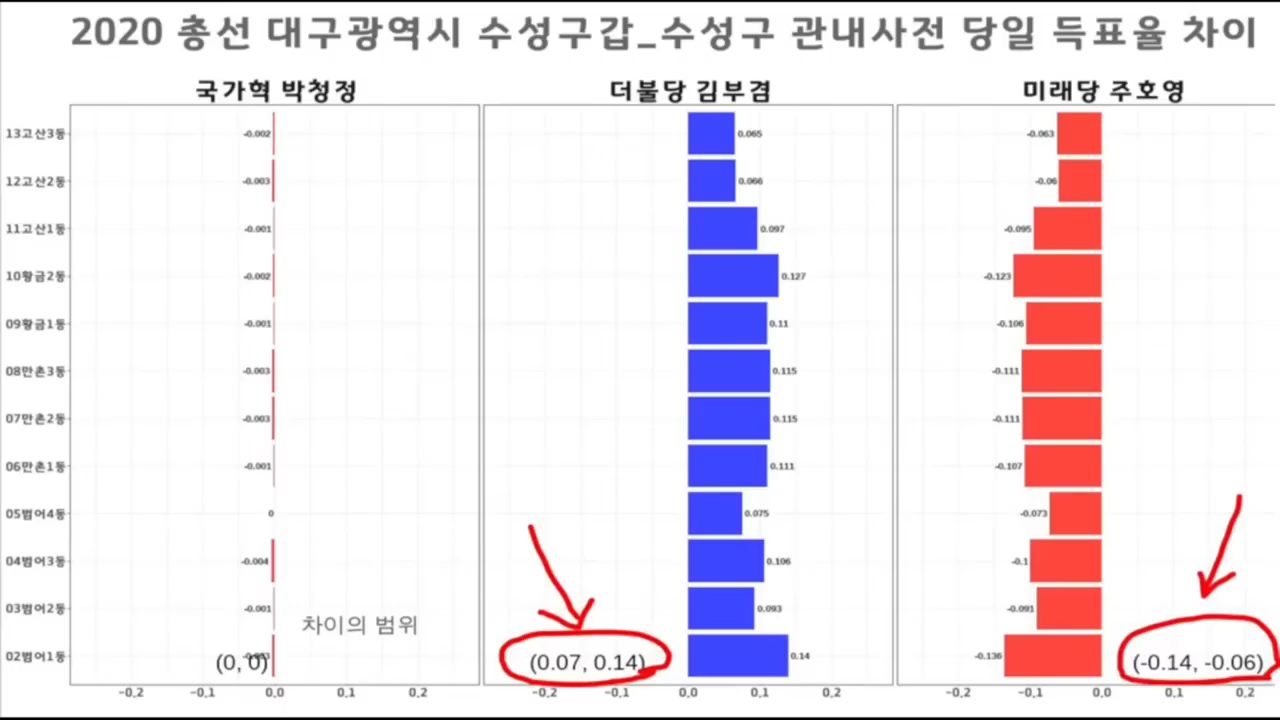 2020 총선 대구광역시 수성구갑_수성구 관내사전 당일 득표율 차이
국가혁 박청정 더불당 김부겸 미래당 주호영
13고산3동 -0.002 0.065 -0.063
12고산2동 -0.003 0.066 -0.06
11고산1동 -0.001 0.097 -0.095
10황금2동 -0.002 0.127 -0.123
09황금1동 -0.001 0.11 -0.106
08만촌3동 -0.003 0.115 -0.111
07만촌2동 -0.003 0.115 -0.111
06만촌1동 -0.001 0.111 -0.107
05범어4동 0 0.075 -0.073
04범어3동 -0.004 0.106 -0.1
03범어2동 -0.001 0.093 -0.091
차이의 범위
02범어1동 (0, 0) (0.07, 0.14) 0.14 -0.136 (-0.14, -0.06)
-0.2 -0.1 0.0 0.1 0.2 -0.2 -0.1 0.0 0.1 0.2 -0.2 -0.1 0.0 0.1 0.2